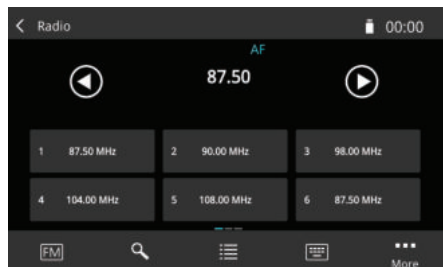 Radio 00:00
AF
87.50
1 87.50 MHz 2 90.00 MHz 3 98.00 MHz
4 104.00 MHz 5 108.00 MHz 6 87.50 MHz
FM More